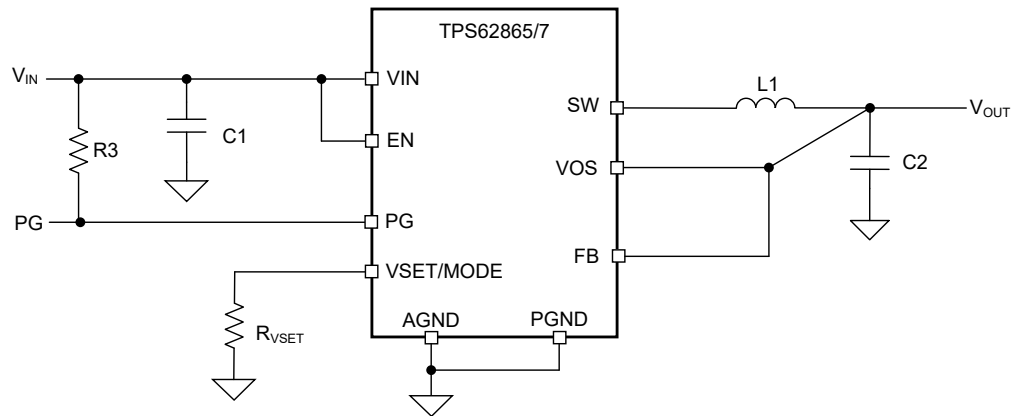 TPS62865/7
V_IN
VIN
L1
SW
V_OUT
C1
EN
R3
VOS
C2
PG
PG
FB
VSET/MODE
AGND
PGND
R_VSET